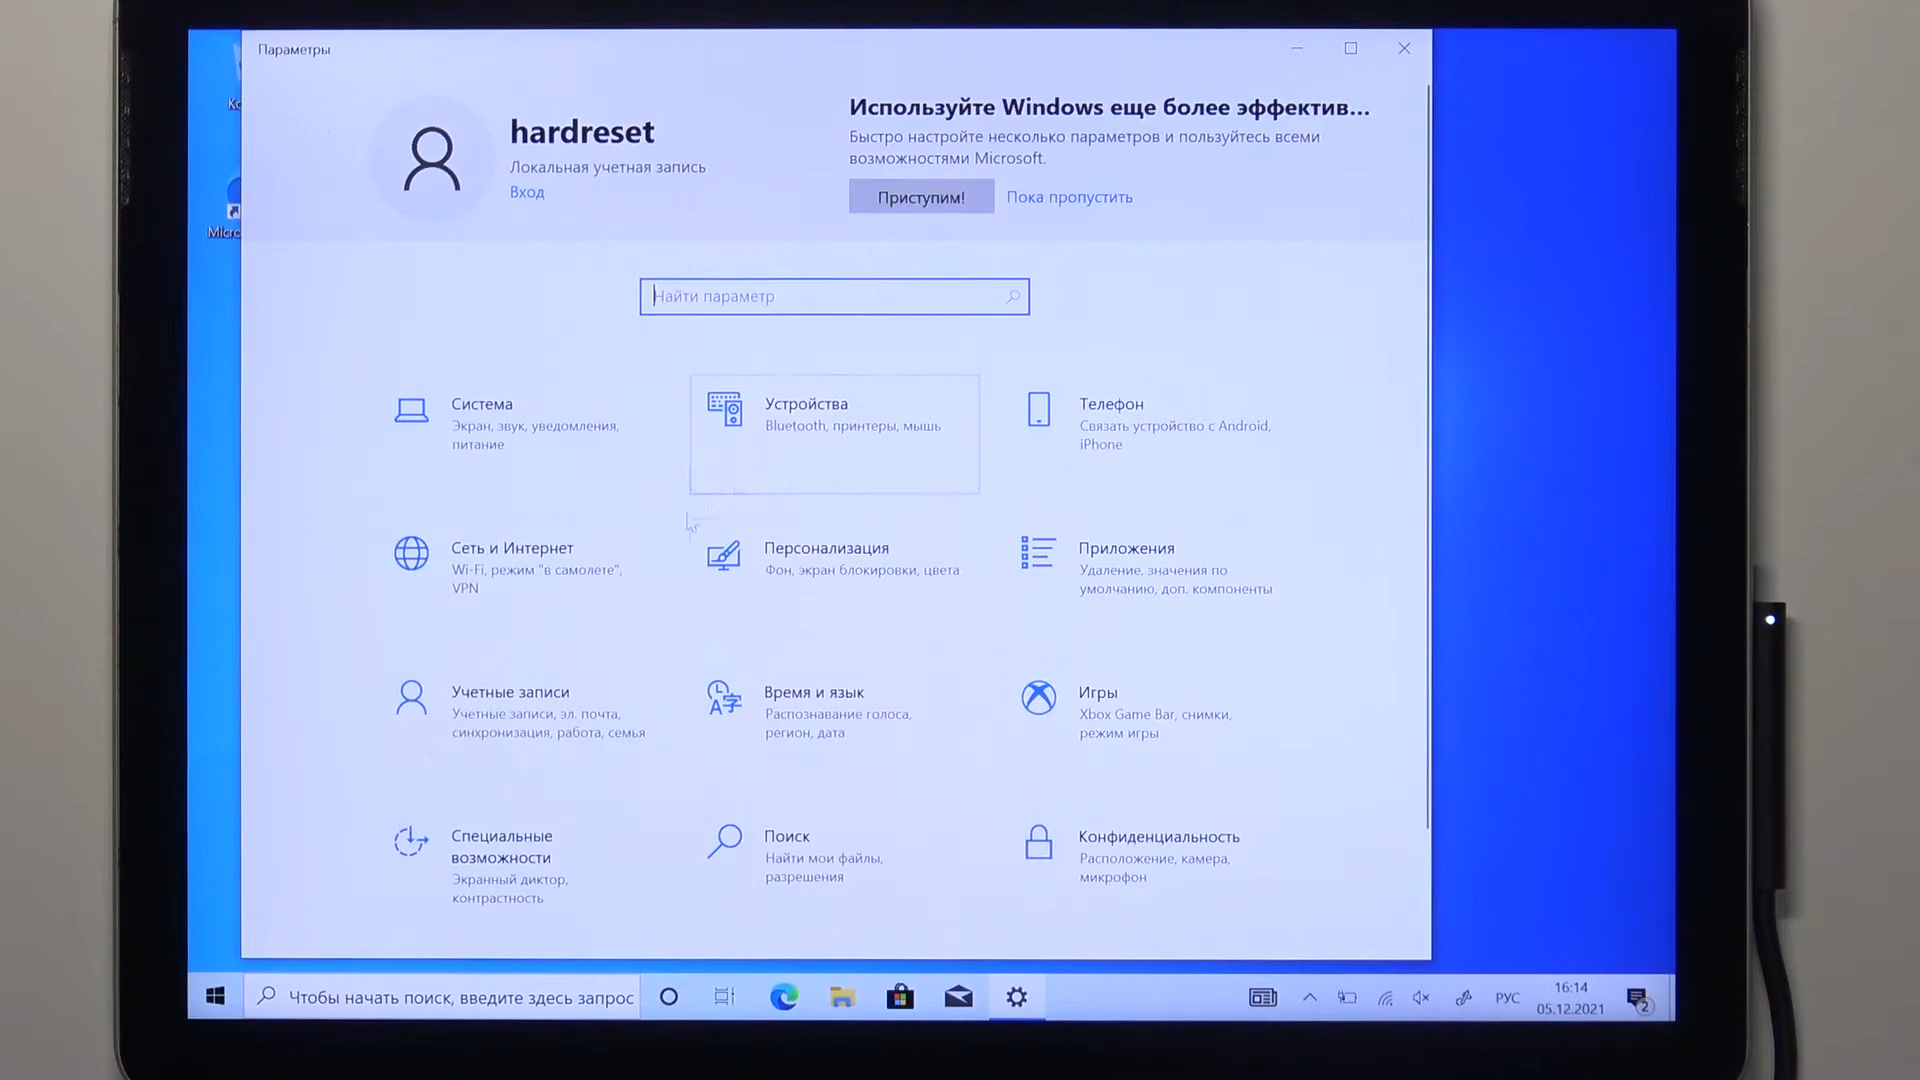 Параметры
hardreset
Локальная учетная запись
Вход
Используйте Windows еще более эффектив...
Быстро настройте несколько параметров и пользуйтесь всеми
возможностями Microsoft.
Приступим!
Пока пропустить
Найти параметр
Система
Экран, звук, уведомления,
питание
Устройства
Bluetooth, принтеры, мышь
Телефон
Связать устройство с Android,
iPhone
Сеть и Интернет
Wi-Fi, режим "в самолете",
VPN
Персонализация
Фон, экран блокировки, цвета
Приложения
Удаление, значения по
умолчанию, доп. компоненты
Учетные записи
Учетные записи, эл. почта,
синхронизация, работа, семья
Время и язык
Распознавание голоса,
регион, дата
Игры
Xbox Game Bar, снимки,
режим игры
Специальные
возможности
Экранный диктор,
контрастность
Поиск
Найти мои файлы,
разрешения
Конфиденциальность
Расположение, камера,
микрофон
Чтобы начать поиск, введите здесь запрос
РУС
16:14
05.12.2021
2